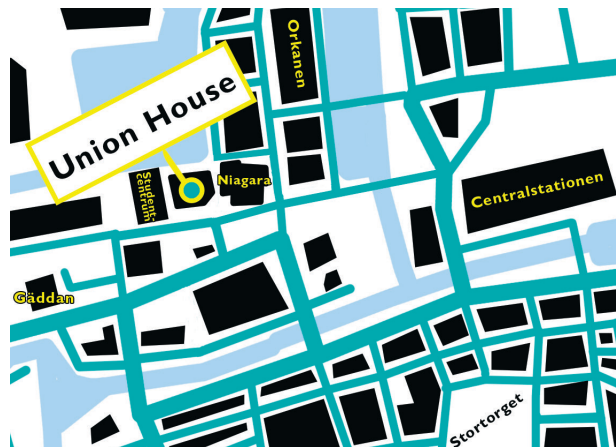 Orkanen
Union House
Student-
Centrum
Niagara
Centralstationen
Gäddan
Stortorget